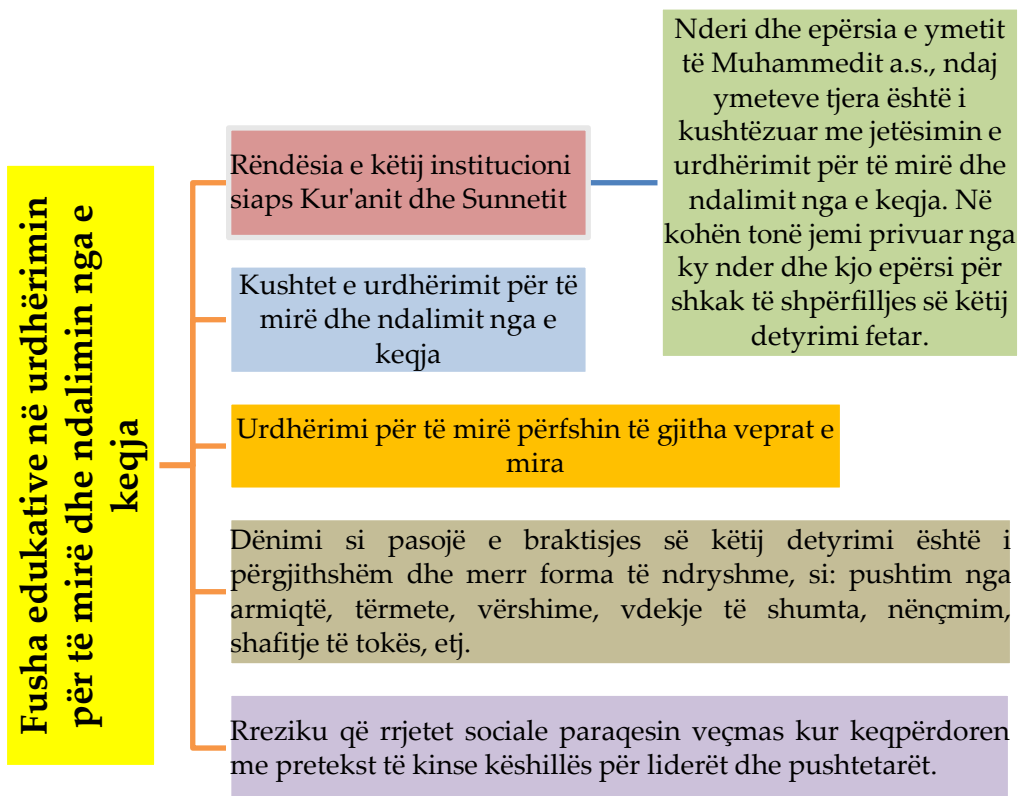 Fusha edukative në urdhërimin
për të mirë dhe ndalimin nga e
keqja
Rëndësia e këtij institucioni
siaps Kur'anit dhe Sunnetit
Nderi dhe epërsia e ymetit
të Muhammedit a.s., ndaj
ymeteve tjera është i
kushtëzuar me jetësimin e
urdhërimit për të mirë dhe
ndalimit nga e keqja. Në
kohën tonë jemi privuar nga
ky nder dhe kjo epërsi për
shkak të shpërfilljes së këtij
detyrimi fetar.
Kushtet e urdhërimit për të
mirë dhe ndalimit nga e
keqja
Urdhërimi për të mirë përfshin të gjitha veprat e
mira
Dënimi si pasojë e braktisjes së këtij detyrimi është i
përgjithshëm dhe merr forma të ndryshme, si: pushtim nga
armiqtë, tërmete, vërshime, vdekje të shumta, nënçmim,
shafitje të tokës, etj.
Rreziku që rrjetet sociale paraqesin veçmas kur keqpërdoren
me pretekst të kinse këshillës për liderët dhe pushtetarët.